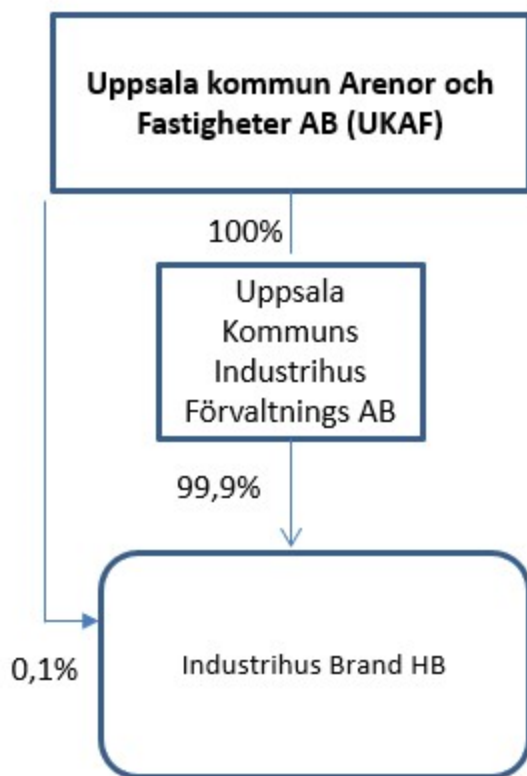 Uppsala kommun Arenor och
Fastigheter AB (UKAF)
100%
Uppsala
Kommuns
Industrihus
Förvaltnings AB
99,9%
Industrihus Brand HB
0,1%